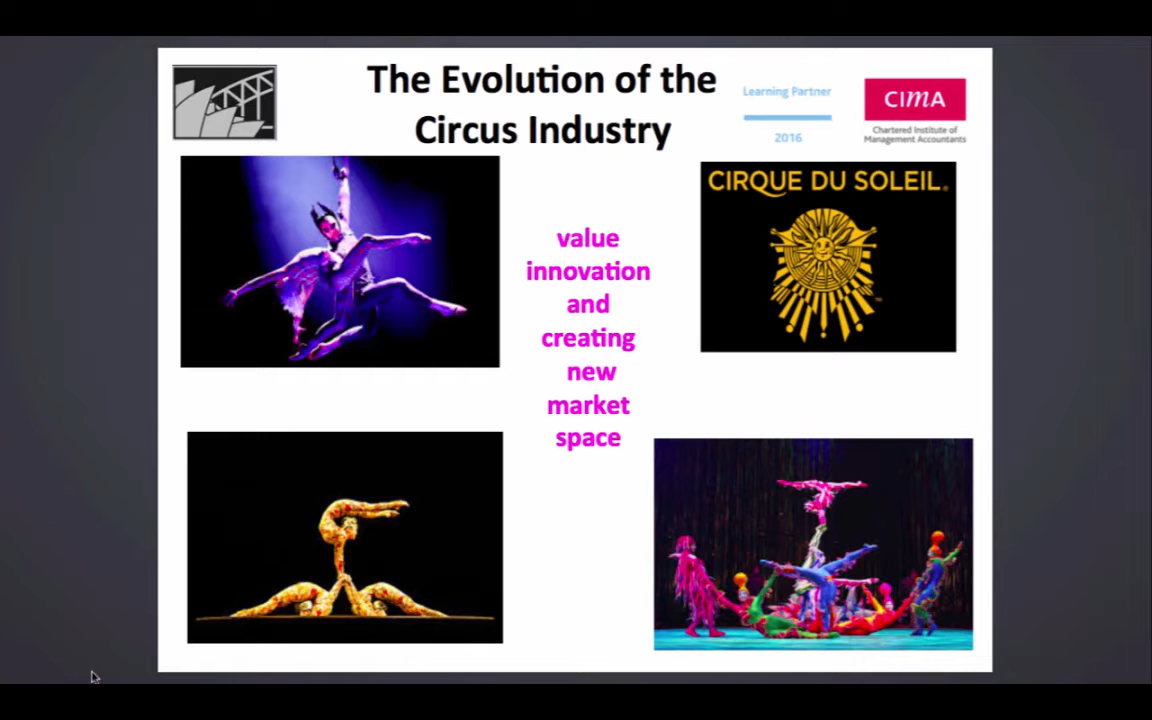 The Evolution of the
Circus Industry
Learning Partner
2016
CIMA
Chartered Institute of
Management Accountants
CIRQUE DU SOLEIL®
™
value
innovation
and
creating
new
market
space